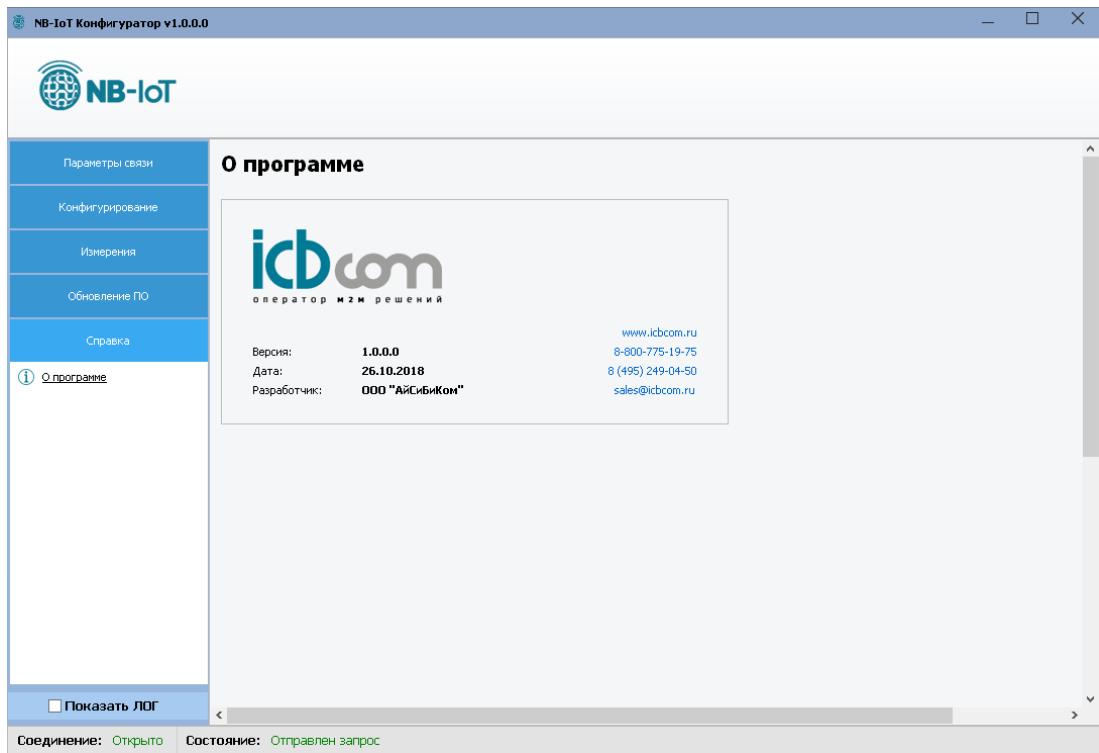 NB-IoT Конфигуратор v1.0.0.0
NB-IoT
Параметры связи
Конфигурирование
Измерения
Обновление ПО
Справка
О программе
Показать ЛОГ
О программе
icbcom
оператор м2м решений
www.icbcom.ru
Версия: 1.0.0.0 8-800-775-19-75
Дата: 26.10.2018 8 (495) 249-04-50
Разработчик: ООО "АйСиБиКом" sales@icbcom.ru
Соединение: Открыто Состояние: Отправлен запрос